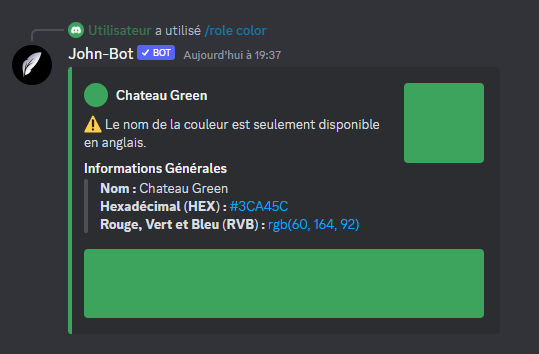 Utilisateur a utilisé /role color
John-Bot BOT Aujourd'hui à 19:37
Chateau Green
⚠️ Le nom de la couleur est seulement disponible
en anglais.
Informations Générales
Nom : Chateau Green
Hexadécimal (HEX) : #3CA45C
Rouge, Vert et Bleu (RVB) : rgb(60, 164, 92)